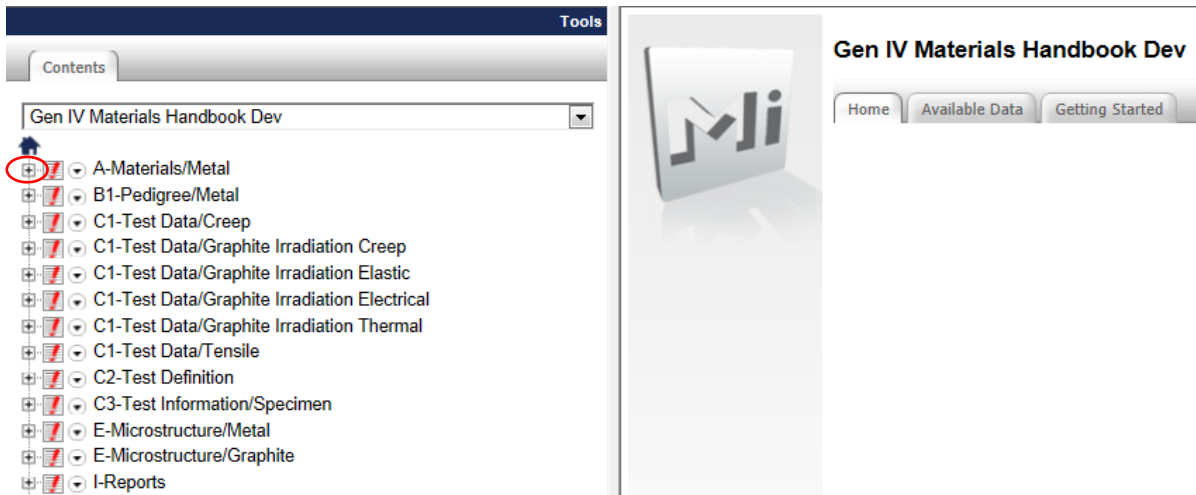 Tools
Contents
Gen IV Materials Handbook Dev
A-Materials/Metal
B1-Pedigree/Metal
C1-Test Data/Creep
C1-Test Data/Graphite Irradiation Creep
C1-Test Data/Graphite Irradiation Elastic
C1-Test Data/Graphite Irradiation Electrical
C1-Test Data/Graphite Irradiation Thermal
C1-Test Data/Tensile
C2-Test Definition
C3-Test Information/Specimen
E-Microstructure/Metal
E-Microstructure/Graphite
I-Reports
Mi
Gen IV Materials Handbook Dev
Home Available Data Getting Started